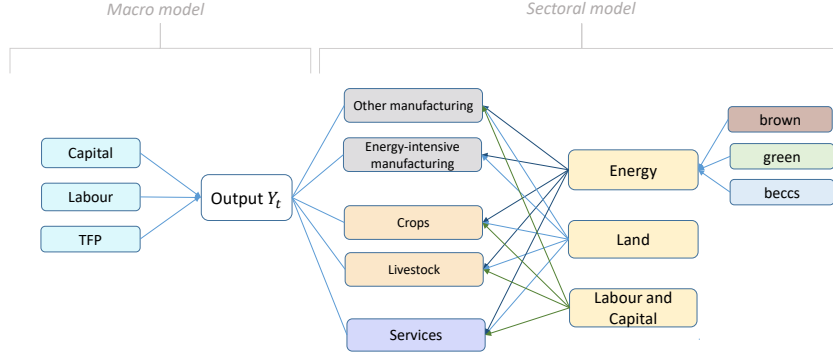 Macro model
Sectoral model
Capital
Labour
TFP
Output Yt
Other manufacturing
Energy-intensive
manufacturing
Crops
Livestock
Services
Energy
Land
Labour and
Capital
brown
green
beccs